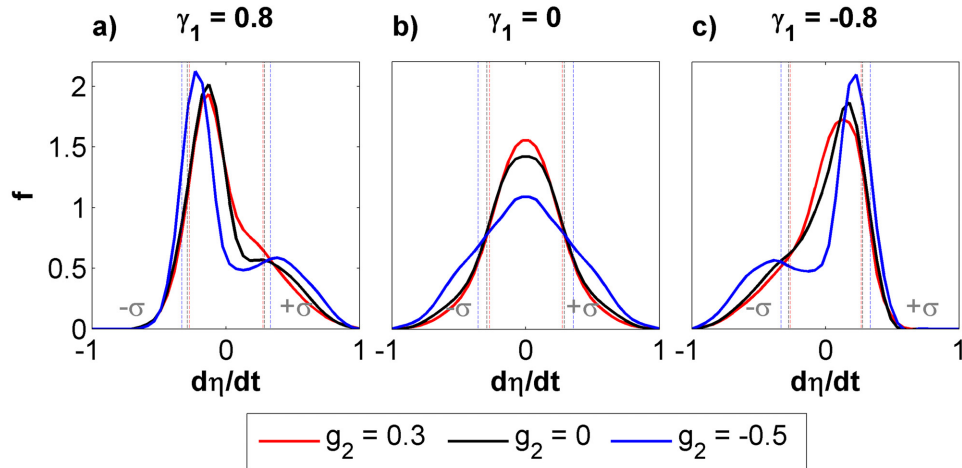 a) γ1 = 0.8
b) γ1 = 0
c) γ1 = -0.8
f
2
1.5
1
0.5
0
-σ +σ
-σ +σ
-σ +σ
-1 0 1
-1 0 1
-1 0 1
dη/dt
dη/dt
dη/dt
g2 = 0.3 g2 = 0 g2 = -0.5